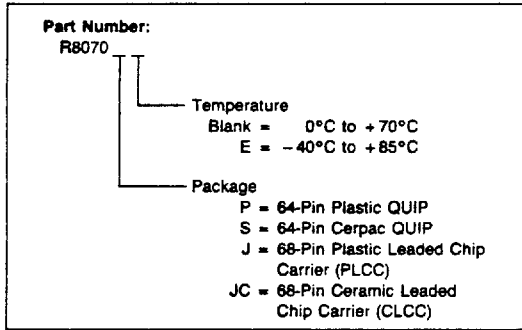 Part Number:
R8070 _ _
Temperature
Blank = 0°C to +70°C
E = −40°C to +85°C
Package
P = 64-Pin Plastic QUIP
S = 64-Pin Cerpac QUIP
J = 68-Pin Plastic Leaded Chip
Carrier (PLCC)
JC = 68-Pin Ceramic Leaded
Chip Carrier (CLCC)